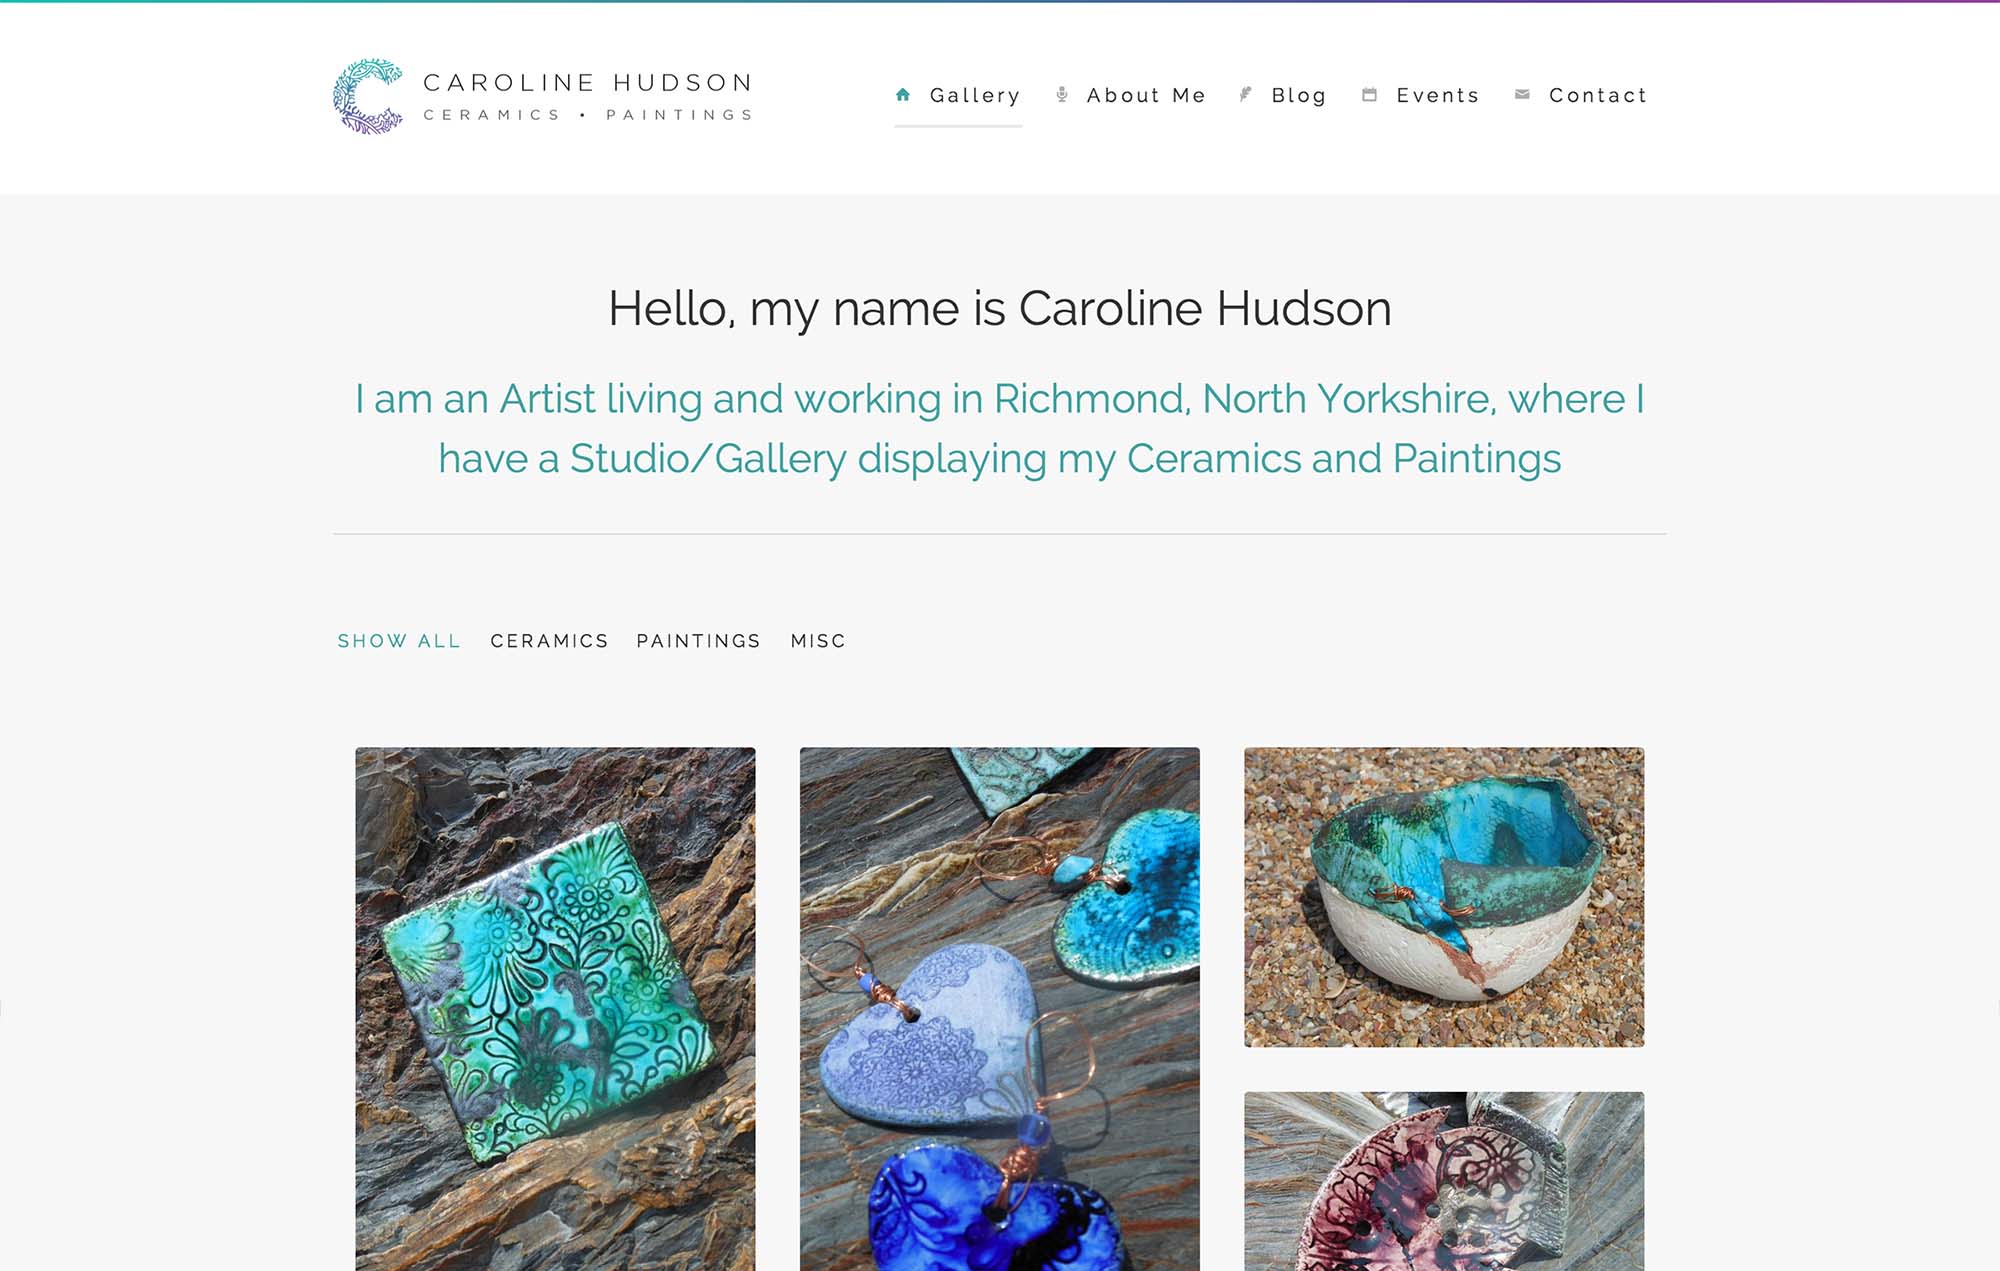 CAROLINE HUDSON
CERAMICS • PAINTINGS
Gallery
About Me
Blog
Events
Contact
Hello, my name is Caroline Hudson
I am an Artist living and working in Richmond, North Yorkshire, where I
have a Studio/Gallery displaying my Ceramics and Paintings
SHOW ALL
CERAMICS
PAINTINGS
MISC